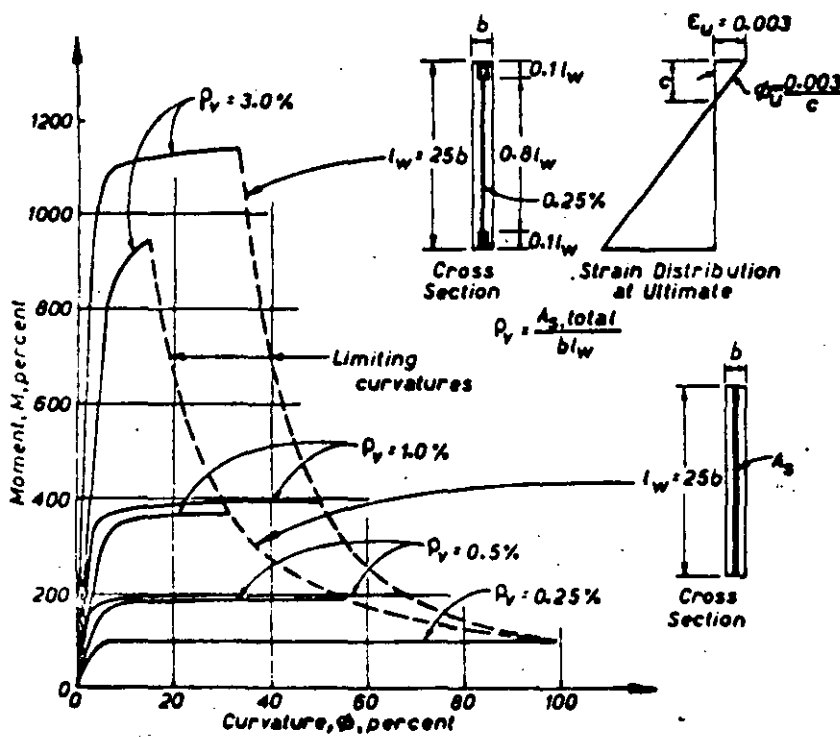 Moment, M, percent
1200
1000
800
600
400
200
0
0
20
40
60
80
100
Curvature, ϕ, percent
ρv = 3.0%
lw = 25b
Limiting
curvatures
ρv = 1.0%
ρv = 0.5%
ρv = 0.25%
b
0.1lw
0.8lw
0.25%
0.1lw
Cross
Section
εu = 0.003
c
ϕu = 0.003/c
Strain Distribution
at Ultimate
ρv = As,total/blw
b
lw = 25b
As
Cross
Section